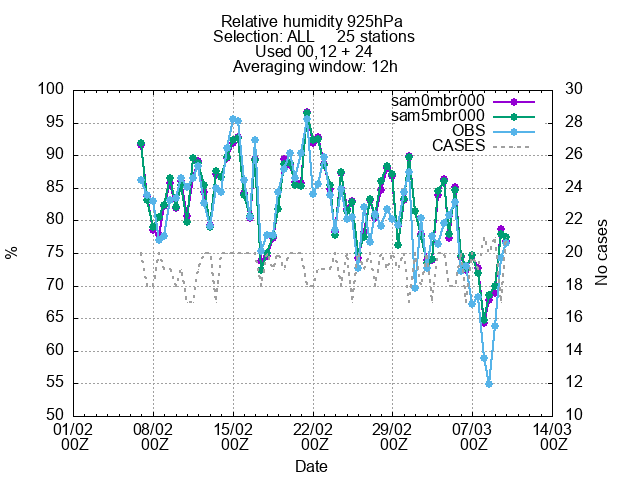 Relative humidity 925hPa
Selection: ALL 25 stations
Used 00,12 + 24
Averaging window: 12h
sam0mbr000
sam5mbr000
OBS
CASES
100
95
90
85
80
75
70
65
60
55
50
%
30
28
26
24
22
20
18
16
14
12
10
No cases
01/02 08/02 15/02 22/02 29/02 07/03 14/03
00Z 00Z 00Z 00Z 00Z 00Z 00Z
Date